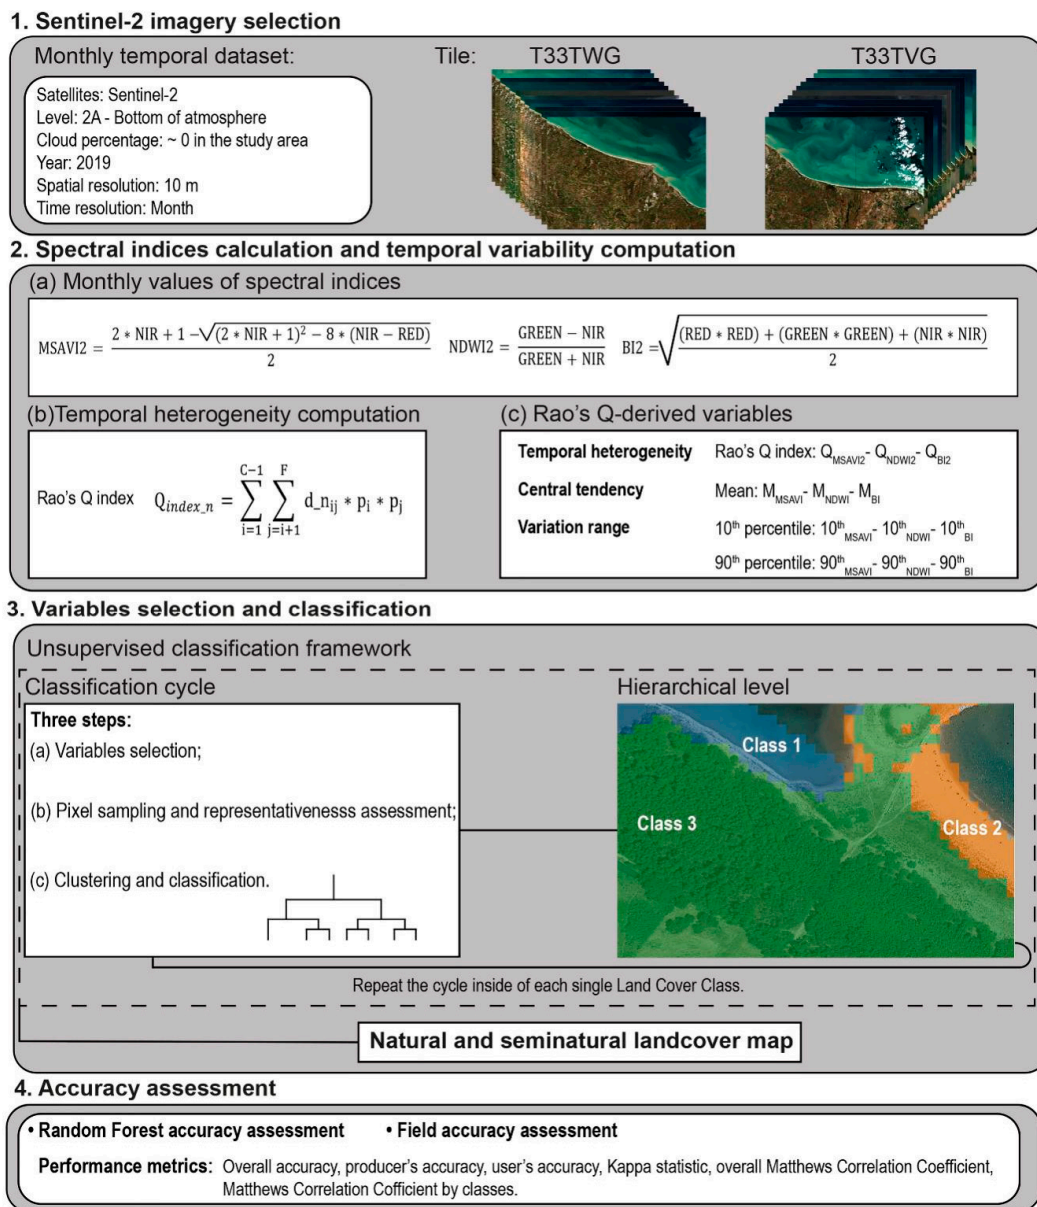 1. Sentinel-2 imagery selection
Monthly temporal dataset:
Tile:
T33TWG
T33TVG
Satellites: Sentinel-2
Level: 2A - Bottom of atmosphere
Cloud percentage: ~ 0 in the study area
Year: 2019
Spatial resolution: 10 m
Time resolution: Month
2. Spectral indices calculation and temporal variability computation
(a) Monthly values of spectral indices
MSAVI2 = (2 * NIR + 1 −√((2 * NIR + 1)² − 8 * (NIR − RED))) / 2
NDWI2 = (GREEN − NIR) / (GREEN + NIR)
BI2 = √(((RED * RED) + (GREEN * GREEN) + (NIR * NIR)) / 2)
(b)Temporal heterogeneity computation
Rao's Q index Q_index_n = ∑_{i=1}^{C−1} ∑_{j=i+1}^{F} d_n_ij * p_i * p_j
(c) Rao's Q-derived variables
Temporal heterogeneity Rao's Q index: Q_MSAVI2- Q_NDWI2- Q_BI2
Central tendency Mean: M_MSAVI- M_NDWI- M_BI
Variation range 10th percentile: 10th_MSAVI- 10th_NDWI- 10th_BI
90th percentile: 90th_MSAVI- 90th_NDWI- 90th_BI
3. Variables selection and classification
Unsupervised classification framework
Classification cycle
Three steps:
(a) Variables selection;
(b) Pixel sampling and representativenesss assessment;
(c) Clustering and classification.
Hierarchical level
Class 1
Class 2
Class 3
Repeat the cycle inside of each single Land Cover Class.
Natural and seminatural landcover map
4. Accuracy assessment
• Random Forest accuracy assessment • Field accuracy assessment
Performance metrics: Overall accuracy, producer's accuracy, user's accuracy, Kappa statistic, overall Matthews Correlation Coefficient,
Matthews Correlation Cofficient by classes.